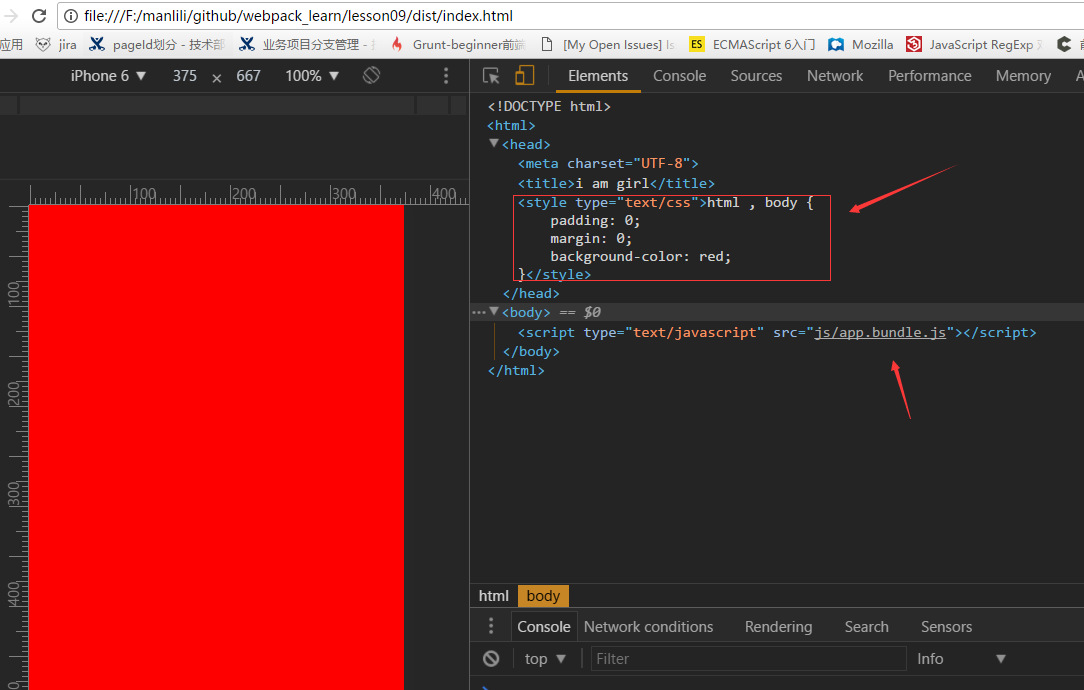 file:///F:/manlili/github/webpack_learn/lesson09/dist/index.html
应用 jira pageId划分 - 技术部 业务项目分支管理 - Grunt-beginner前端 [My Open Issues] Is ES ECMAScript 6入门 Mozilla JavaScript RegExp
iPhone 6 ▼ 375 × 667 100% ▼
Elements Console Sources Network Performance Memory A
100 200 300 400
100
200
300
400
<!DOCTYPE html>
<html>
▼<head>
<meta charset="UTF-8">
<title>i am girl</title>
<style type="text/css">html , body {
padding: 0;
margin: 0;
background-color: red;
}</style>
</head>
▼<body> == $0
<script type="text/javascript" src="js/app.bundle.js"></script>
</body>
</html>
html body
Console Network conditions Rendering Search Sensors
top ▼ Filter Info ▼